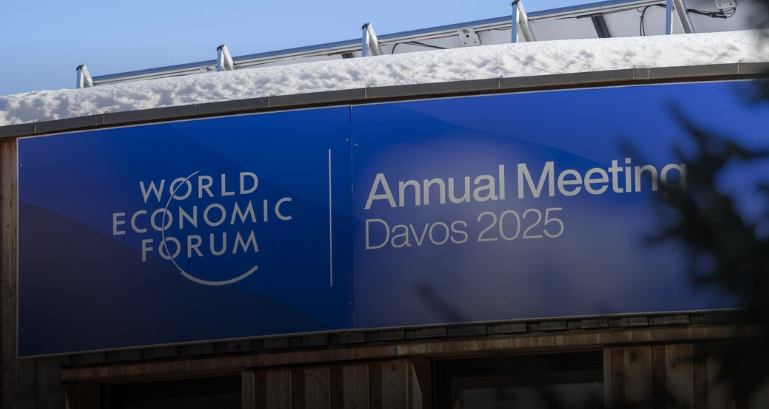 WORLD
ECONOMIC
FORUM
Annual Meeting
Davos 2025